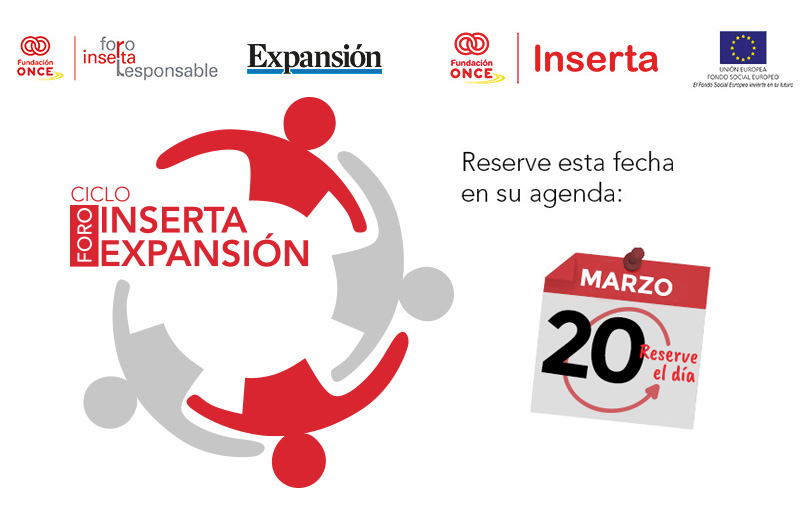 Fundación
ONCE
foro
inserta
responsable
Expansión
Fundación
ONCE
Inserta
UNIÓN EUROPEA
FONDO SOCIAL EUROPEO
El Fondo Social Europeo invierte en su futuro
CICLO
FORO
INSERTA
EXPANSIÓN
Reserve esta fecha
en su agenda:
MARZO
20
Reserve
el día